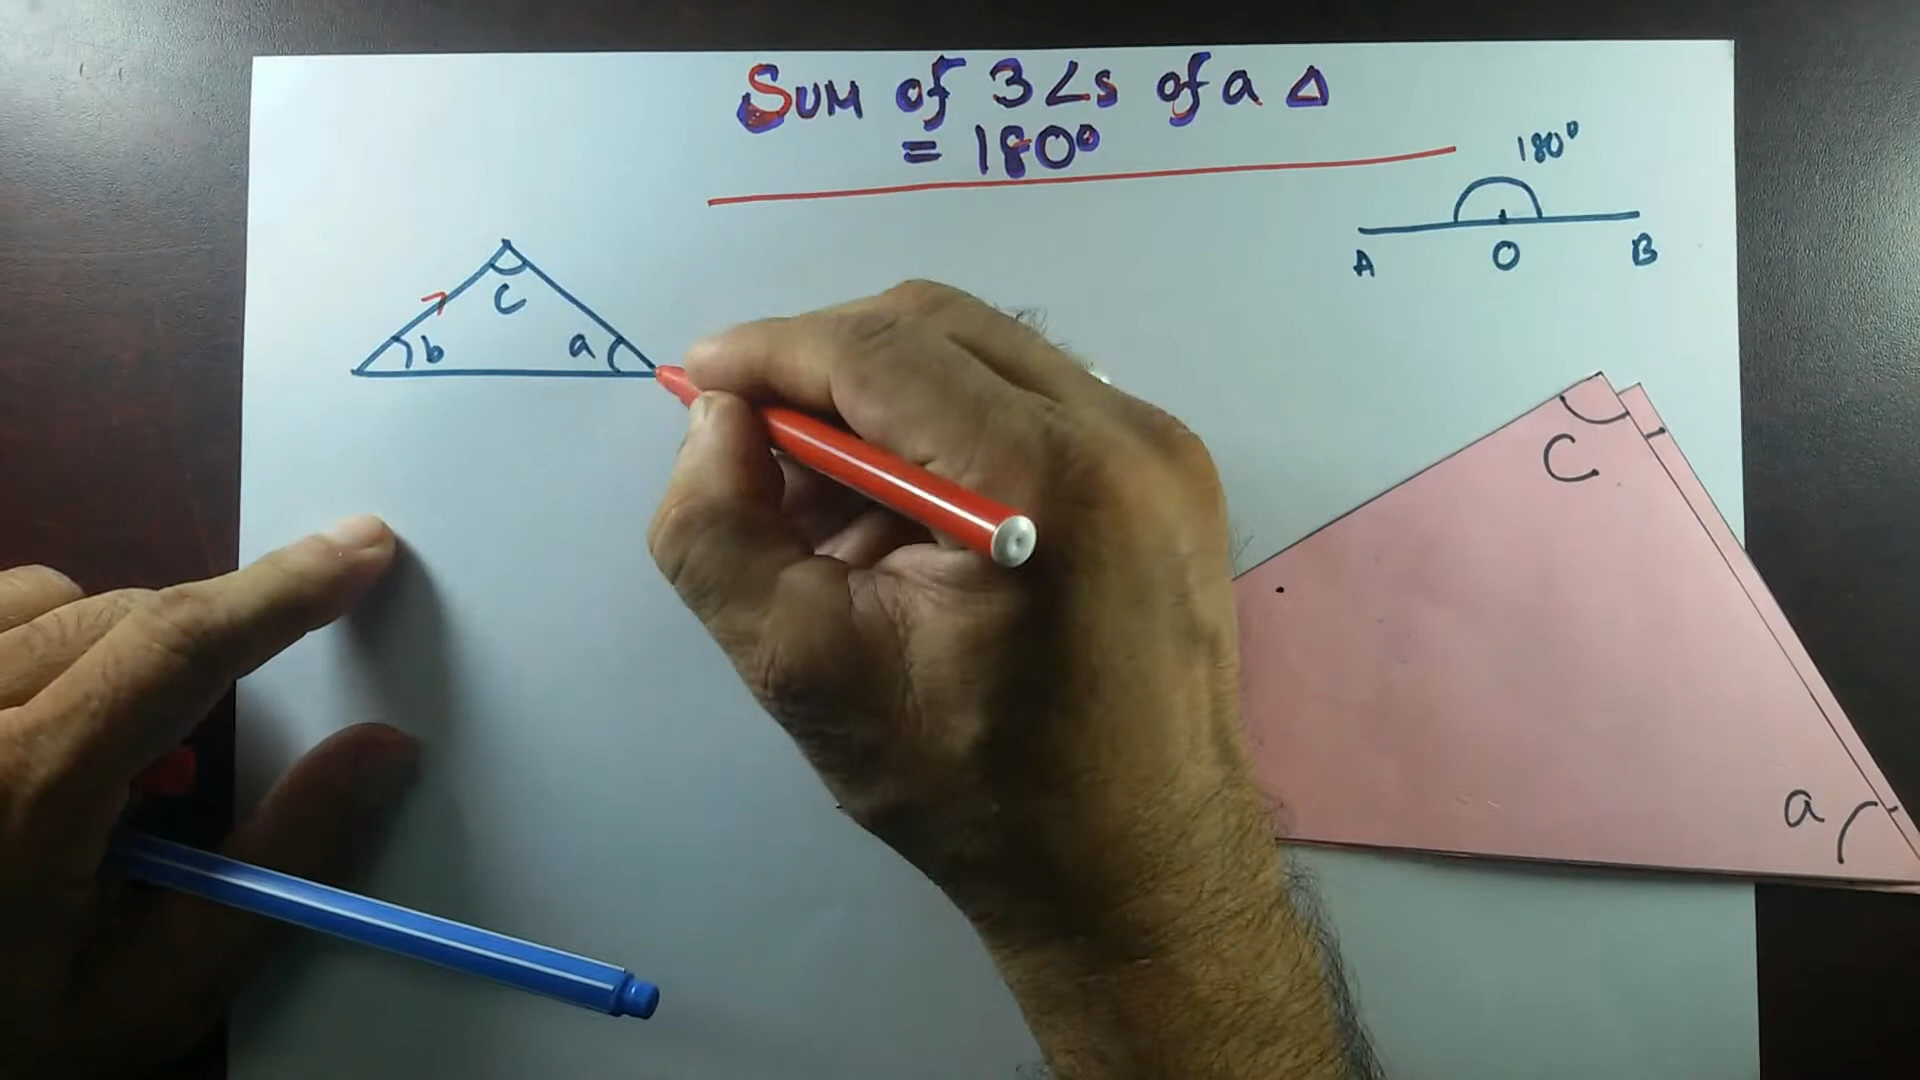 SUM of 3 ∠s of a Δ
= 180°
180°
A O B
c
b a
C
a